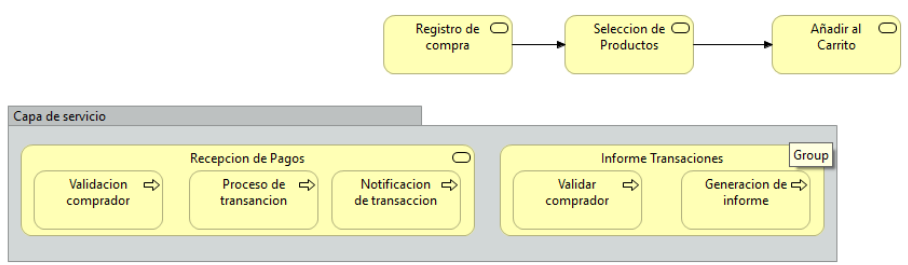 Registro de
compra
Seleccion de
Productos
Añadir al
Carrito
Capa de servicio
Recepcion de Pagos
Validacion
comprador
Proceso de
transancion
Notificacion
de transaccion
Informe Transaciones
Group
Validar
comprador
Generacion de
informe